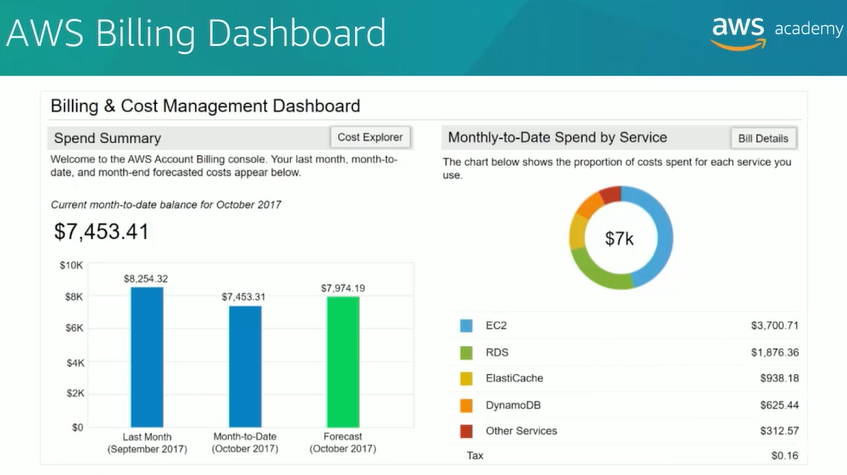 AWS Billing Dashboard
aws academy
Billing & Cost Management Dashboard
Spend Summary
Cost Explorer
Welcome to the AWS Account Billing console. Your last month, month-to-
date, and month-end forecasted costs appear below.
Current month-to-date balance for October 2017
$7,453.41
$10K
$8K
$6K
$4K
$2K
$0
$8,254.32
$7,453.31
$7,974.19
Last Month
(September 2017)
Month-to-Date
(October 2017)
Forecast
(October 2017)
Monthly-to-Date Spend by Service
Bill Details
The chart below shows the proportion of costs spent for each service you
use.
$7k
EC2 $3,700.71
RDS $1,876.36
ElastiCache $938.18
DynamoDB $625.44
Other Services $312.57
Tax $0.16